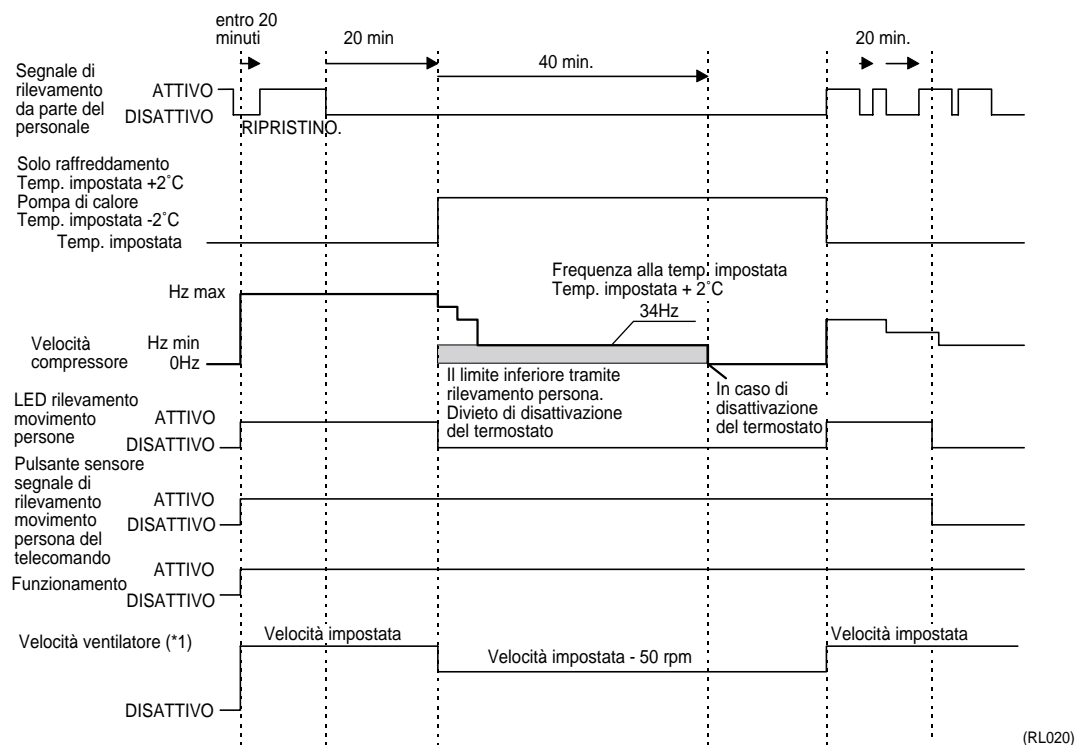 entro 20
minuti
20 min
40 min.
20 min.
Segnale di
rilevamento
da parte del
personale
ATTIVO
DISATTIVO
RIPRISTINO.
Solo raffreddamento
Temp. impostata +2˚C
Pompa di calore
Temp. impostata -2˚C
Temp. impostata
Frequenza alla temp. impostata
Temp. impostata + 2˚C
34Hz
Hz max
Velocità
compressore
Hz min
0Hz
Il limite inferiore tramite
rilevamento persona.
Divieto di disattivazione
del termostato
In caso di
disattivazione
del termostato
LED rilevamento
movimento
persone
ATTIVO
DISATTIVO
Pulsante sensore
segnale di
rilevamento
movimento
persona del
telecomando
ATTIVO
DISATTIVO
Funzionamento
ATTIVO
DISATTIVO
Velocità ventilatore (*1)
Velocità impostata
Velocità impostata - 50 rpm
Velocità impostata
DISATTIVO
(RL020)